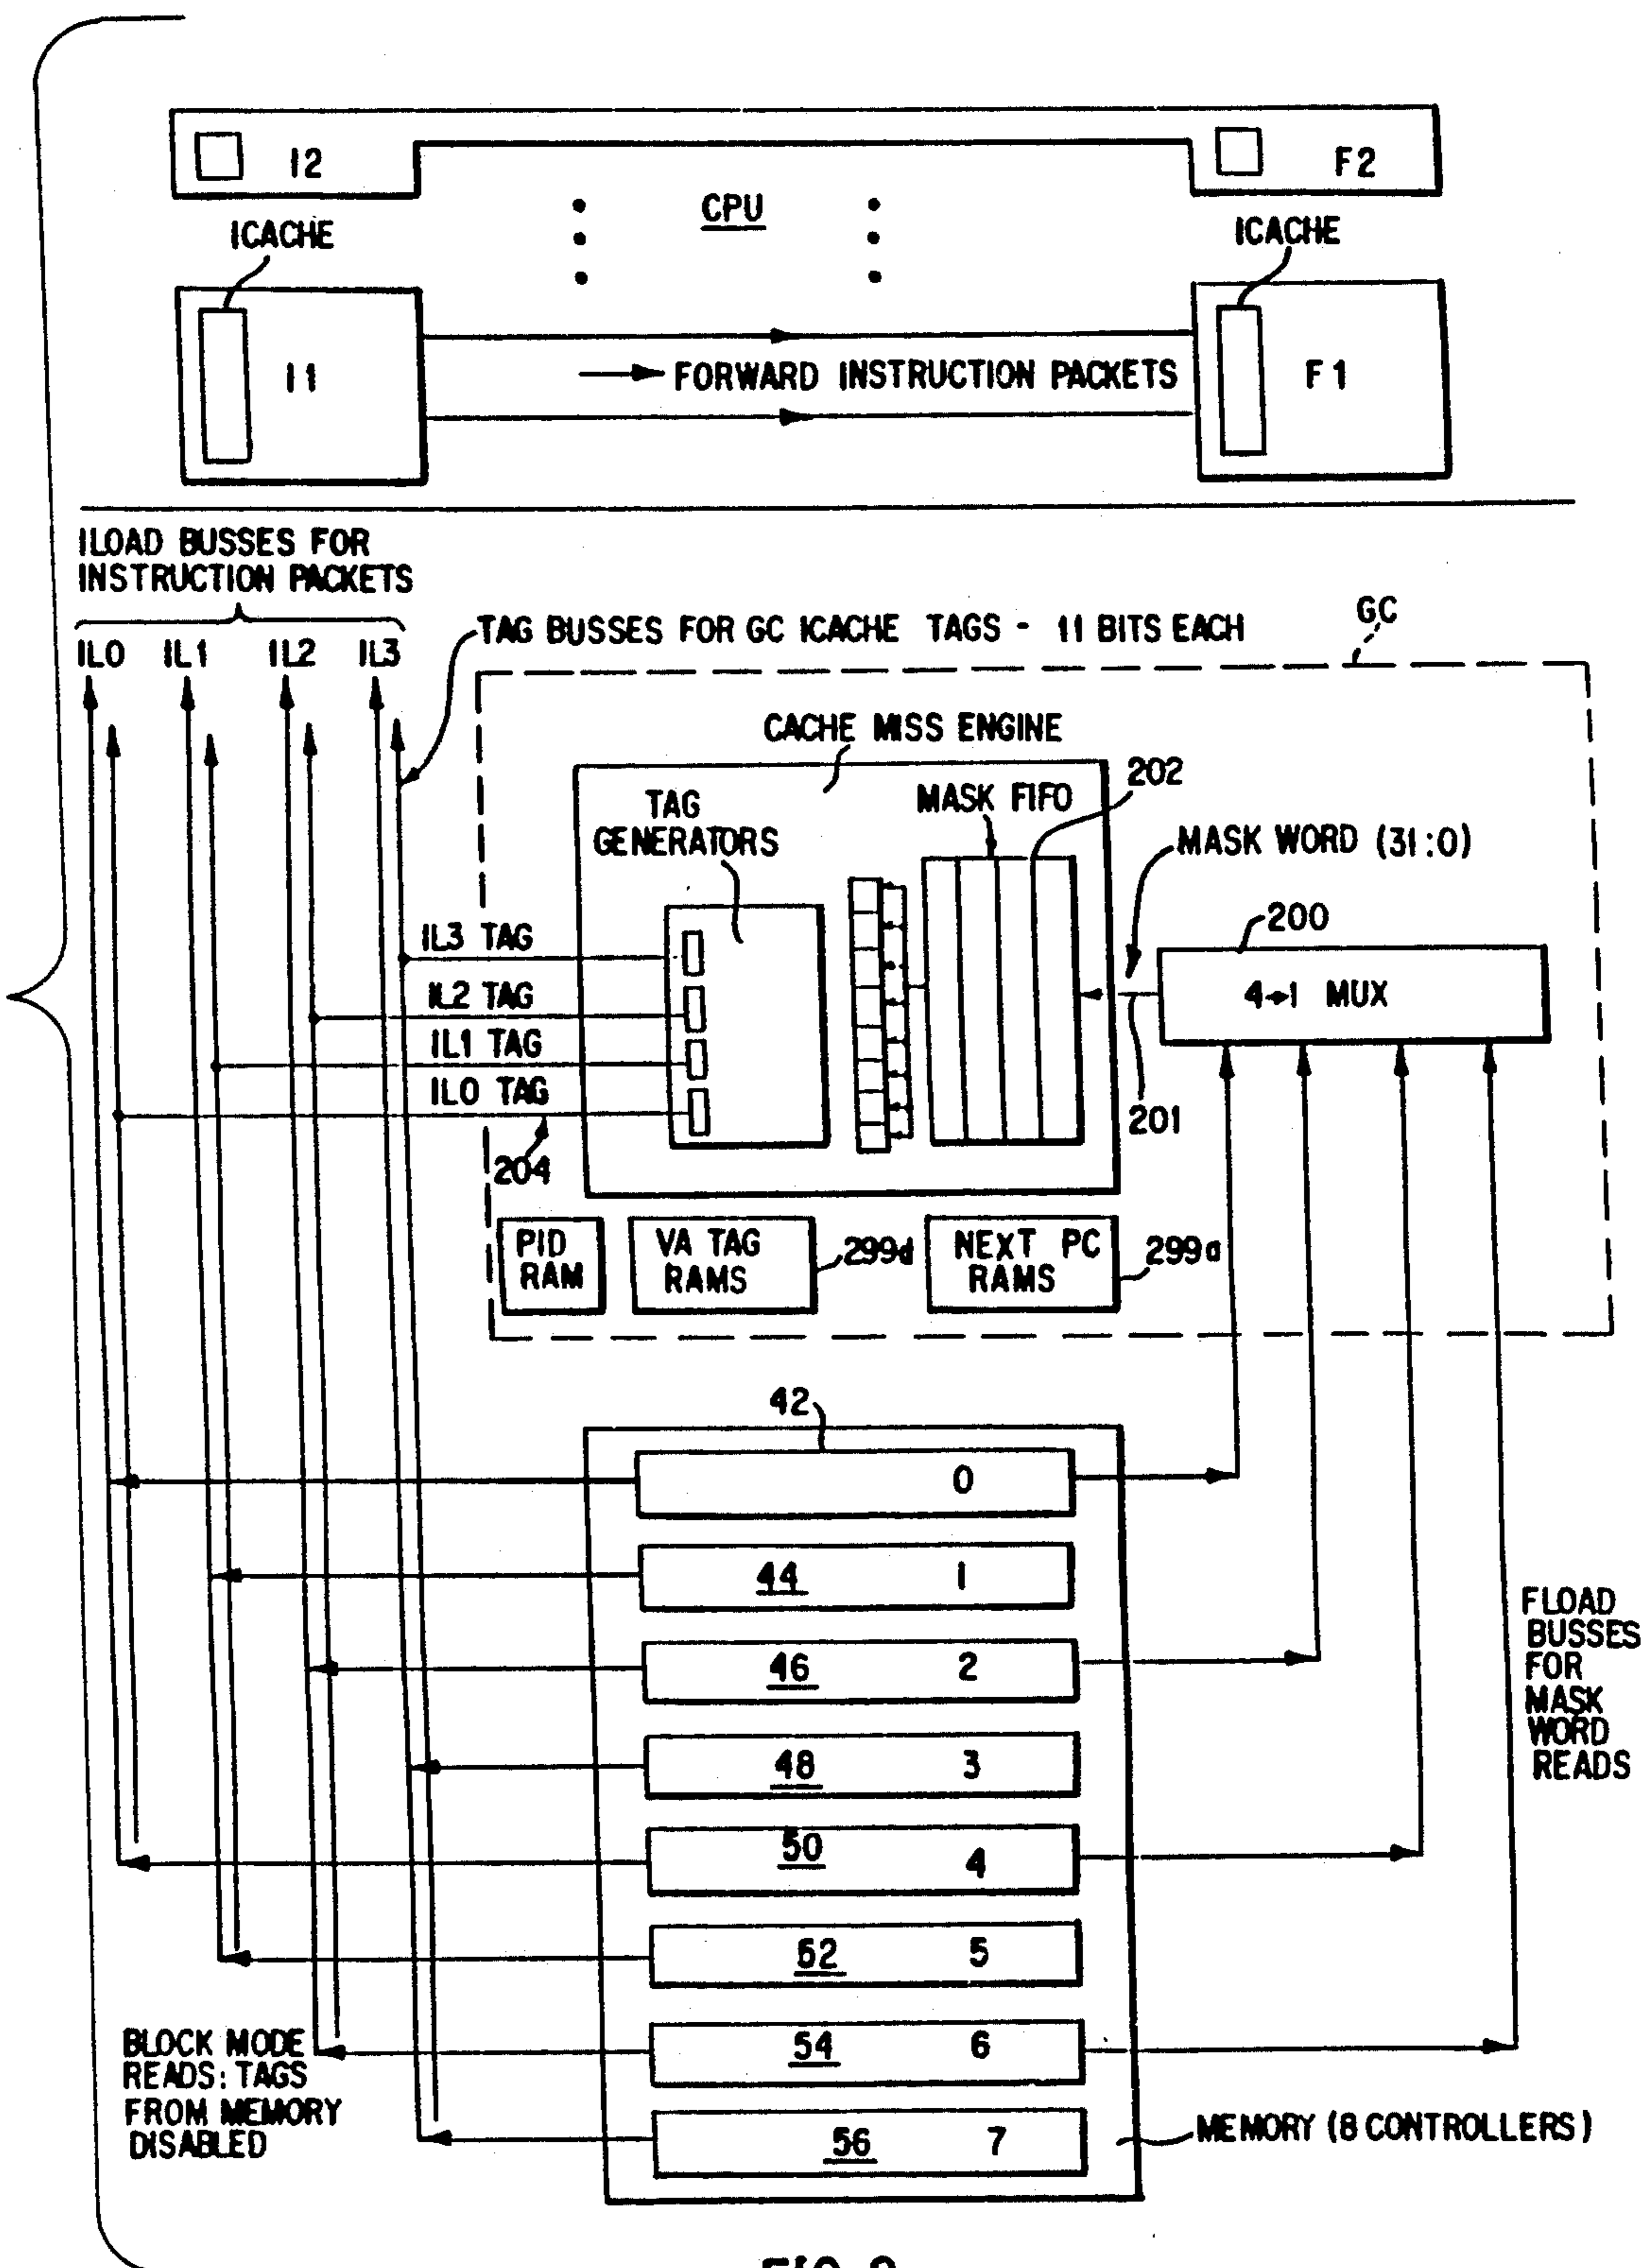 I2
F2
CPU
ICACHE
ICACHE
I1
FORWARD INSTRUCTION PACKETS
F1
ILOAD BUSSES FOR
INSTRUCTION PACKETS
IL0 IL1 IL2 IL3
TAG BUSSES FOR GC ICACHE TAGS - 11 BITS EACH
GC
CACHE MISS ENGINE
202
TAG
GENERATORS
MASK FIFO
MASK WORD (31:0)
200
IL3 TAG
IL2 TAG
IL1 TAG
IL0 TAG
4→1 MUX
201
204
PID
RAM
VA TAG
RAMS
299d
NEXT PC
RAMS
299a
42
0
44 1
46 2
48 3
50 4
52 5
54 6
56 7
FLOAD
BUSSES
FOR
MASK
WORD
READS
BLOCK MODE
READS: TAGS
FROM MEMORY
DISABLED
MEMORY (8 CONTROLLERS)